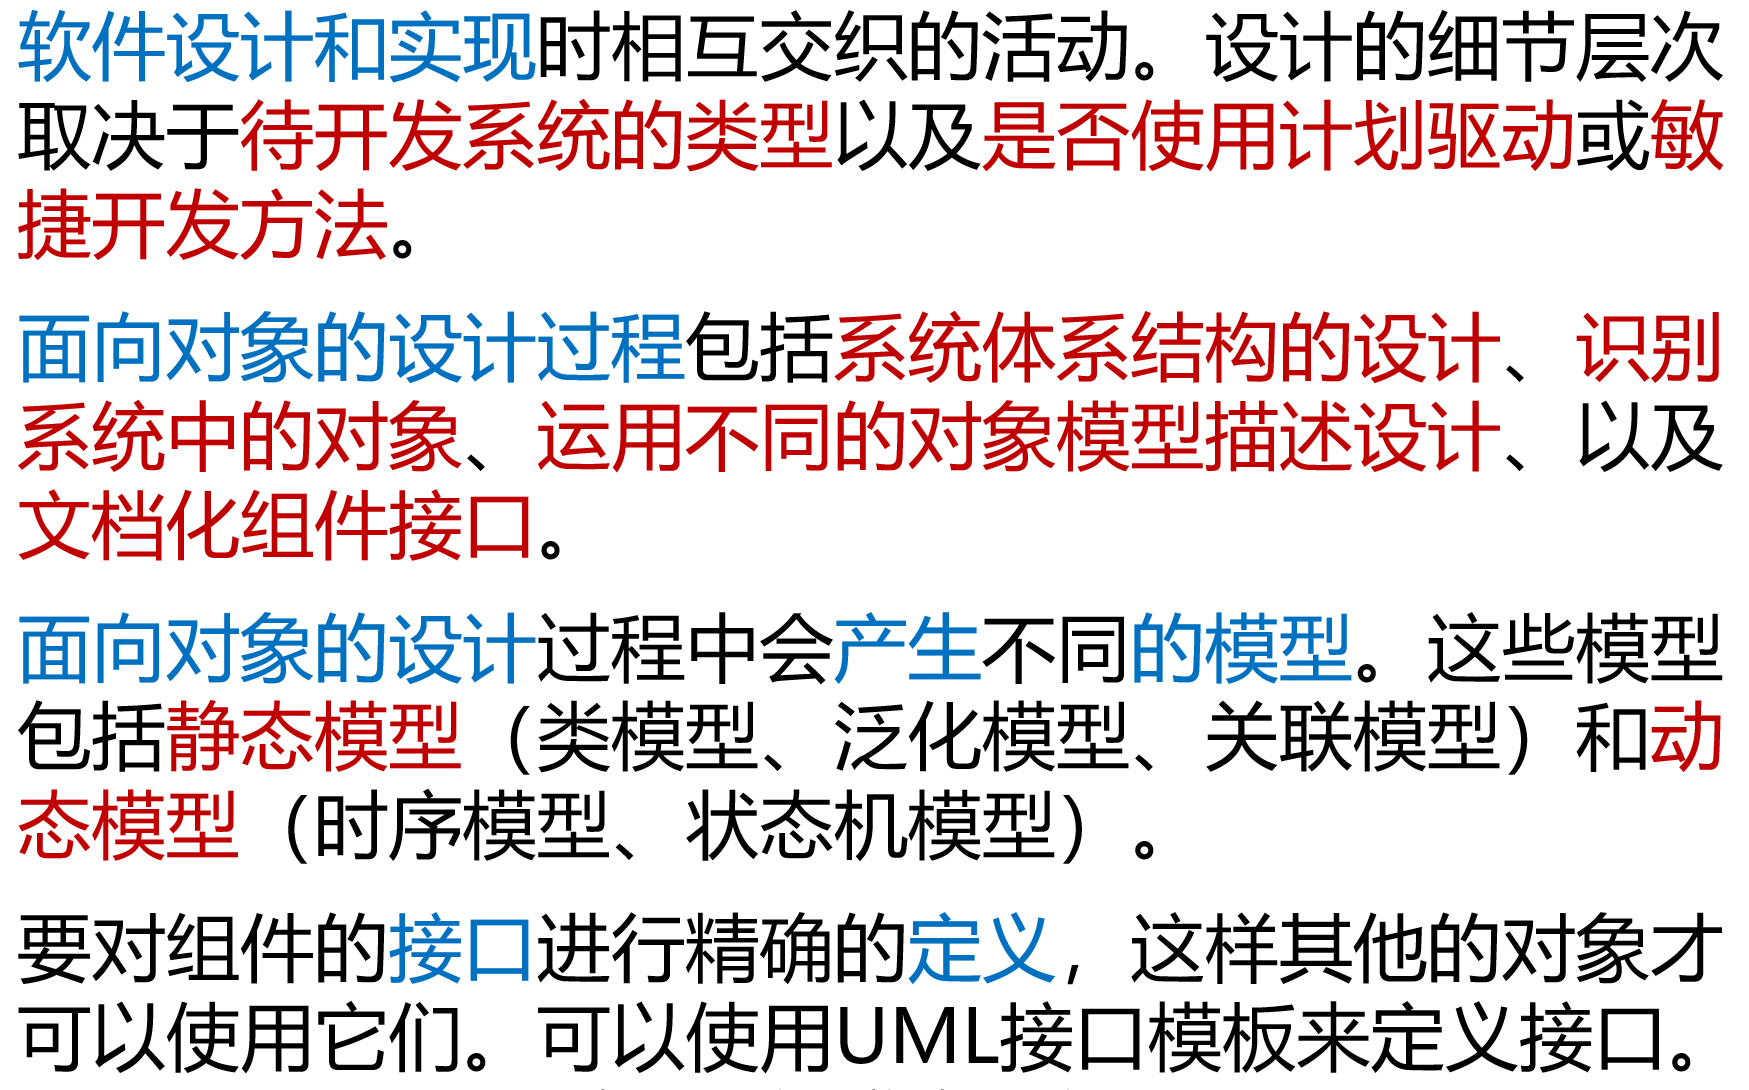 软件设计和实现时相互交织的活动。设计的细节层次
取决于待开发系统的类型以及是否使用计划驱动或敏
捷开发方法。
面向对象的设计过程包括系统体系结构的设计、识别
系统中的对象、运用不同的对象模型描述设计、以及
文档化组件接口。
面向对象的设计过程中会产生不同的模型。这些模型
包括静态模型（类模型、泛化模型、关联模型）和动
态模型（时序模型、状态机模型）。
要对组件的接口进行精确的定义，这样其他的对象才
可以使用它们。可以使用UML接口模板来定义接口。